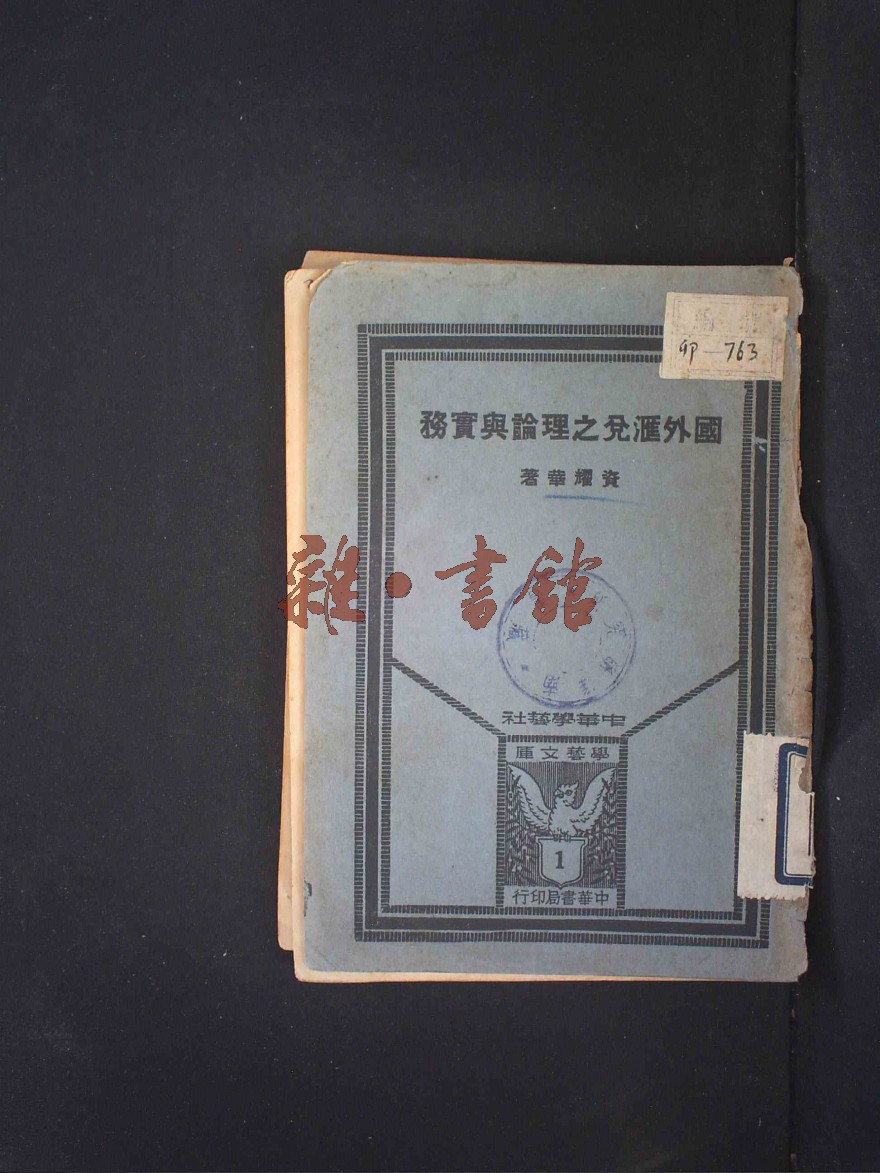 卯—763
國外滙兌之理論與實務
資耀華著
雜·書館
中華學藝社
學藝文庫
1
中華書局印行